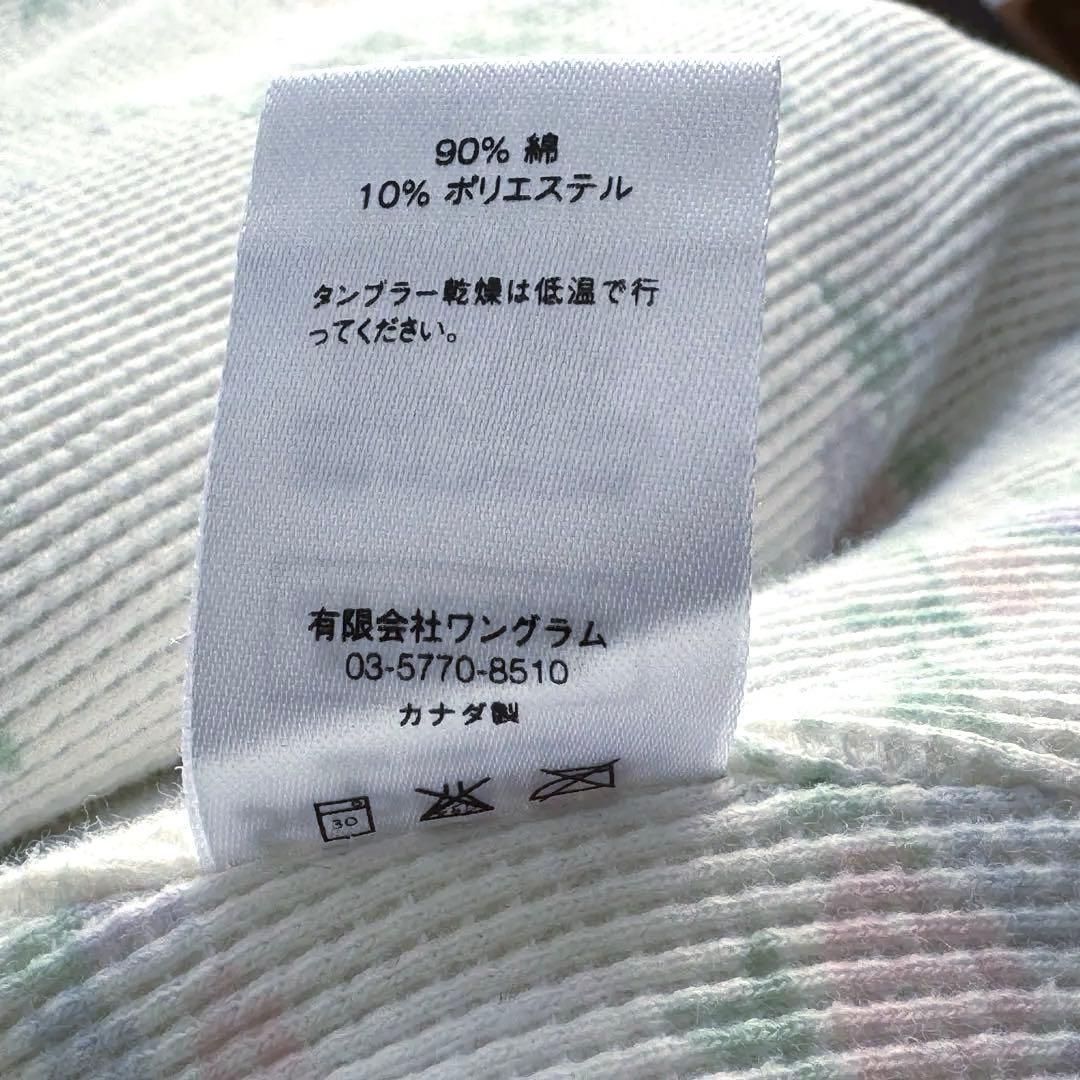 90% 綿
10% ポリエステル
タンブラー乾燥は低温で行
ってください。
有限会社ワングラム
03-5770-8510
カナダ製
30